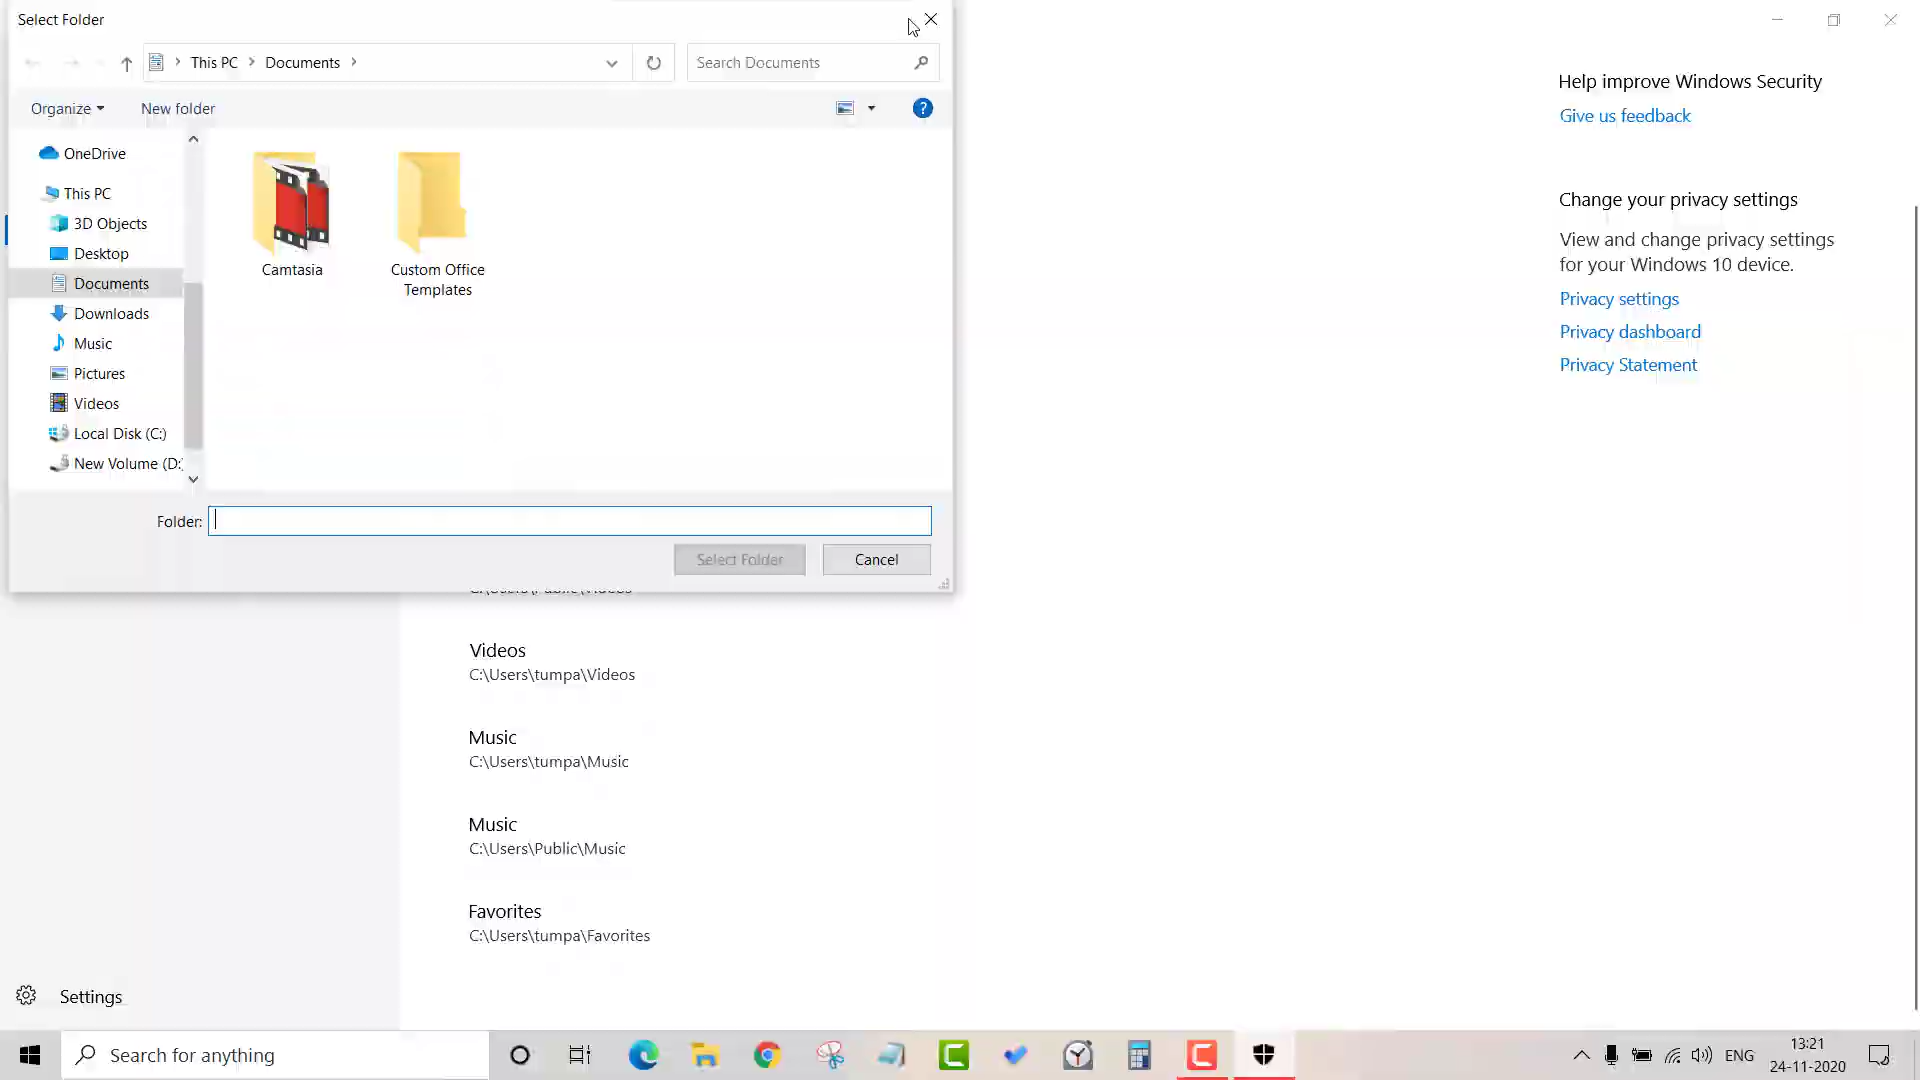 Select Folder
This PC
Documents
Search Documents
Organize
New folder
OneDrive
This PC
3D Objects
Desktop
Documents
Downloads
Music
Pictures
Videos
Local Disk (C:)
New Volume (D:
Camtasia
Custom Office
Templates
Folder:
Select Folder
Cancel
C:\Users\Public\Videos
Videos
C:\Users\tumpa\Videos
Music
C:\Users\tumpa\Music
Music
C:\Users\Public\Music
Favorites
C:\Users\tumpa\Favorites
Help improve Windows Security
Give us feedback
Change your privacy settings
View and change privacy settings
for your Windows 10 device.
Privacy settings
Privacy dashboard
Privacy Statement
Settings
Search for anything
ENG
13:21
24-11-2020